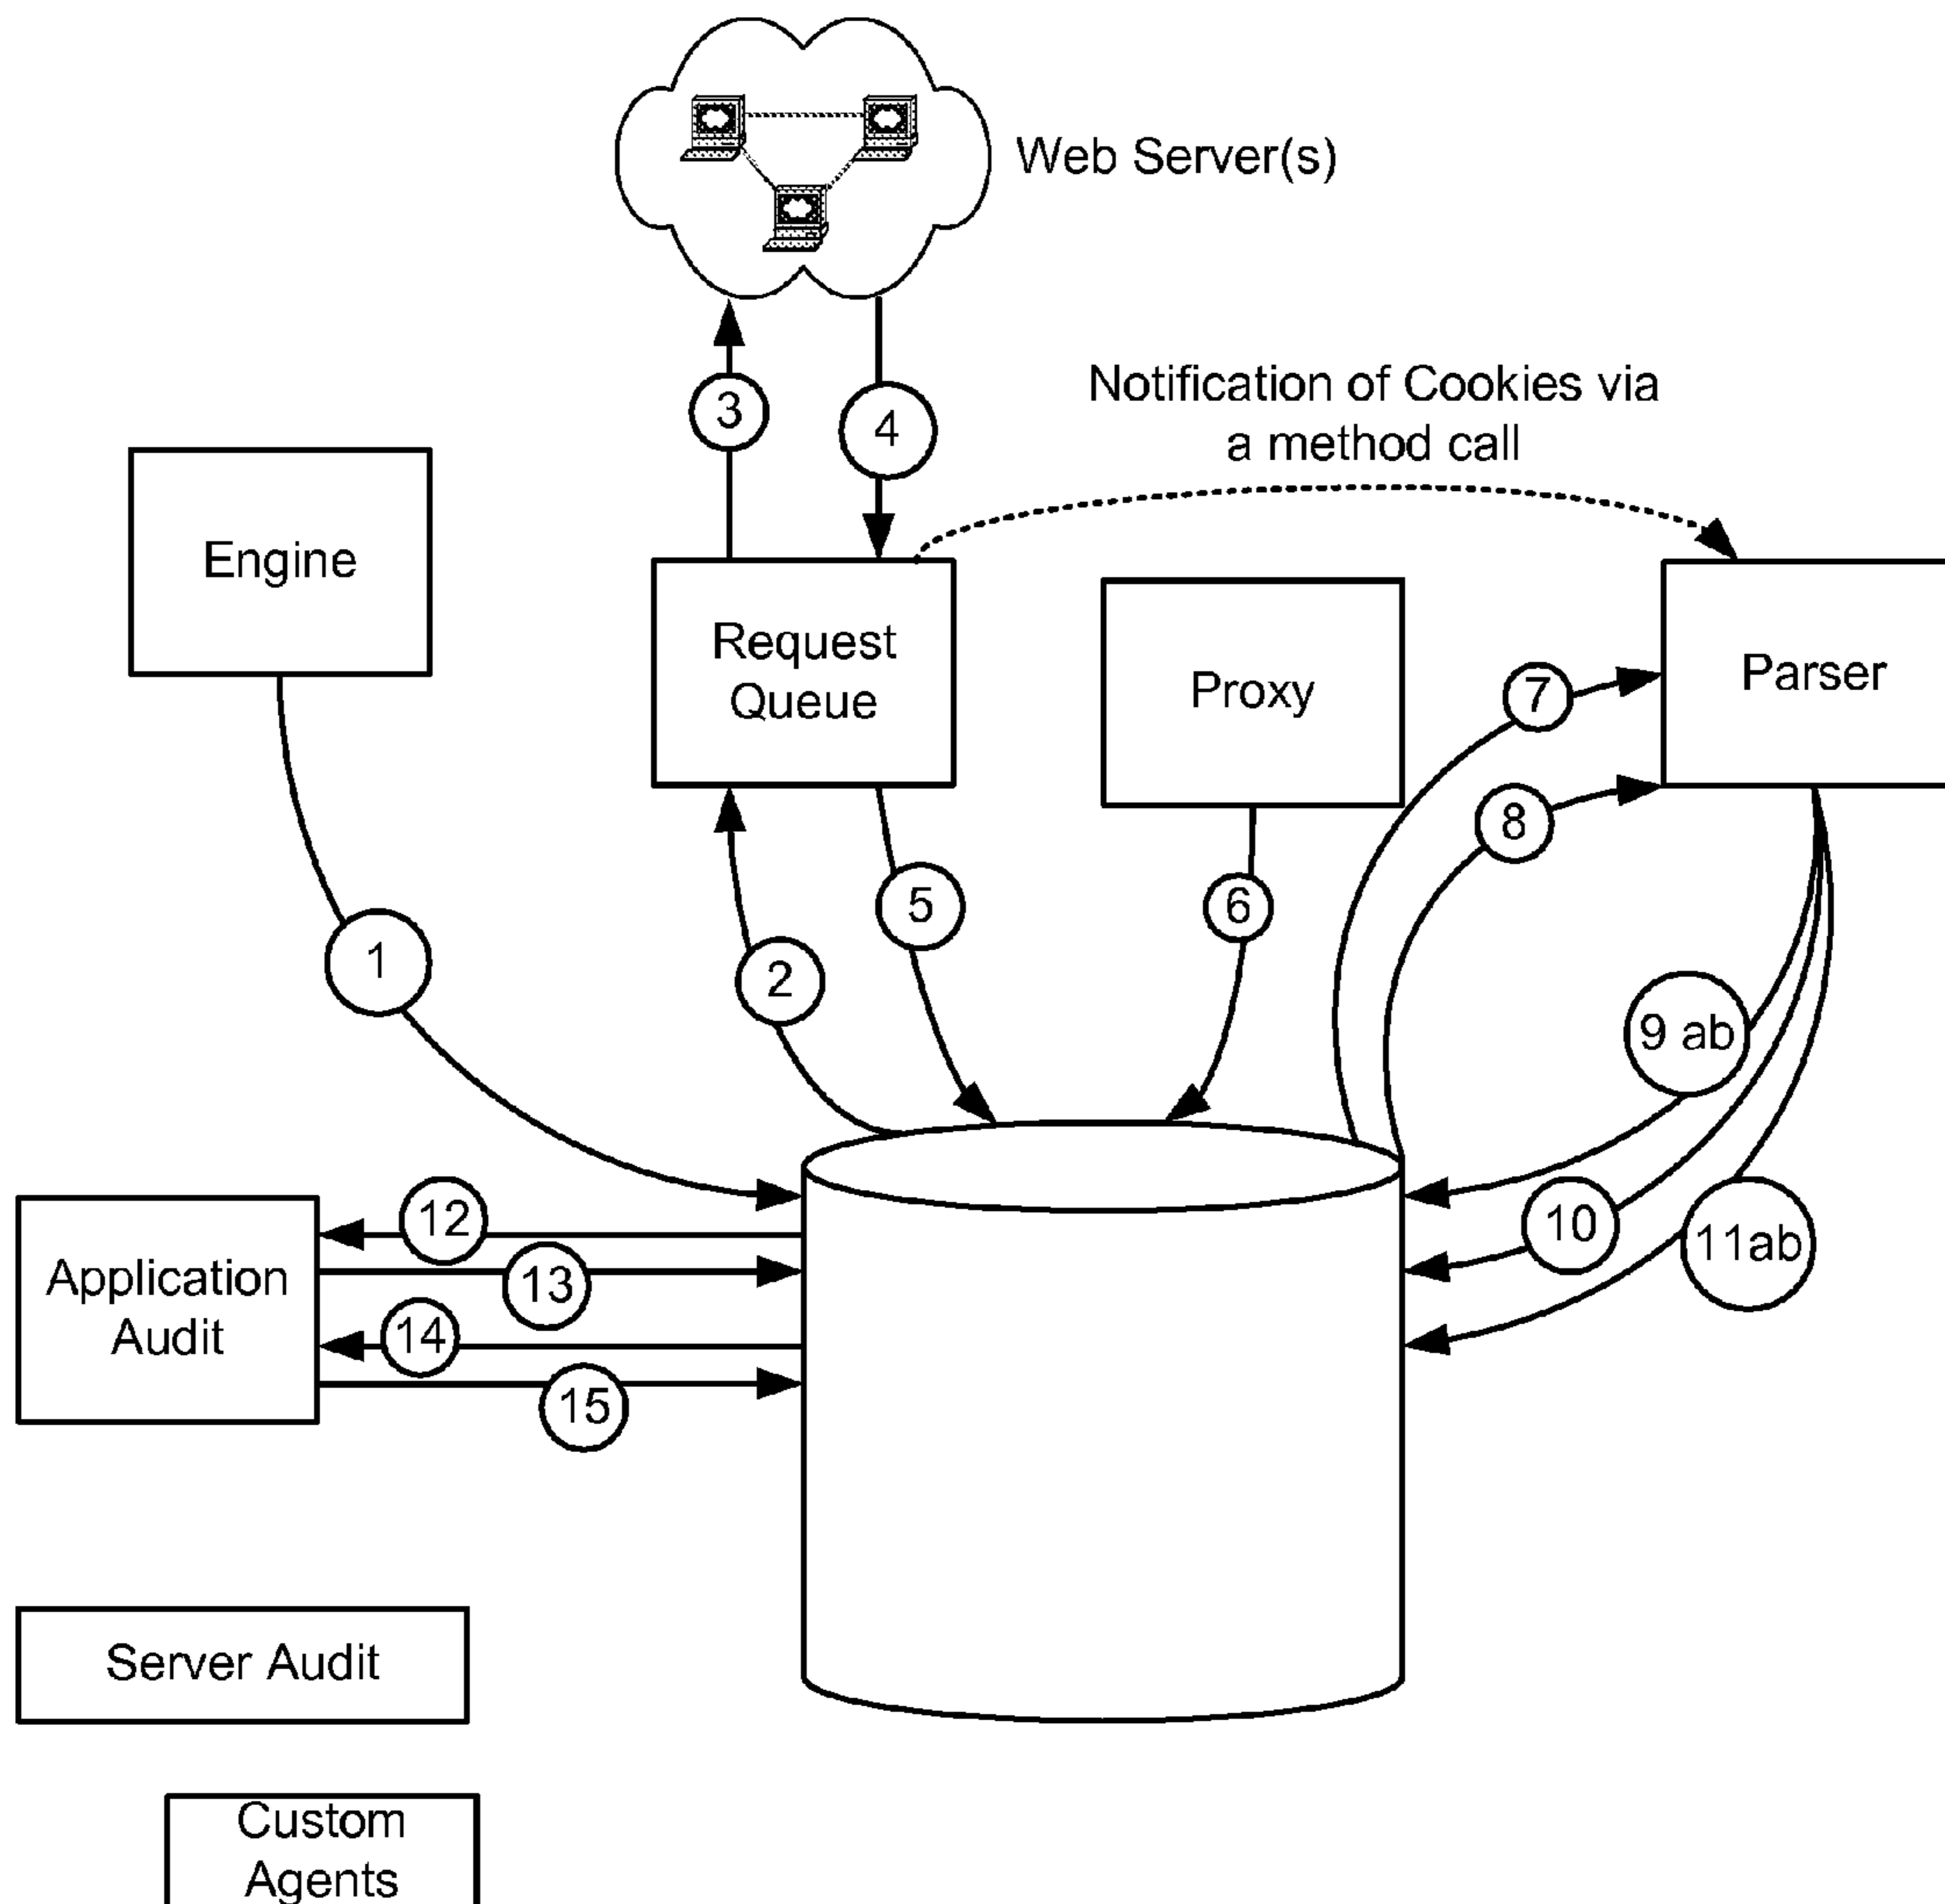 Web Server(s)
3
4
Notification of Cookies via
a method call
Engine
Request
Queue
Proxy
Parser
7
8
5
6
1
2
9 ab
12
10
11ab
13
Application
Audit
14
15
Server Audit
Custom
Agents